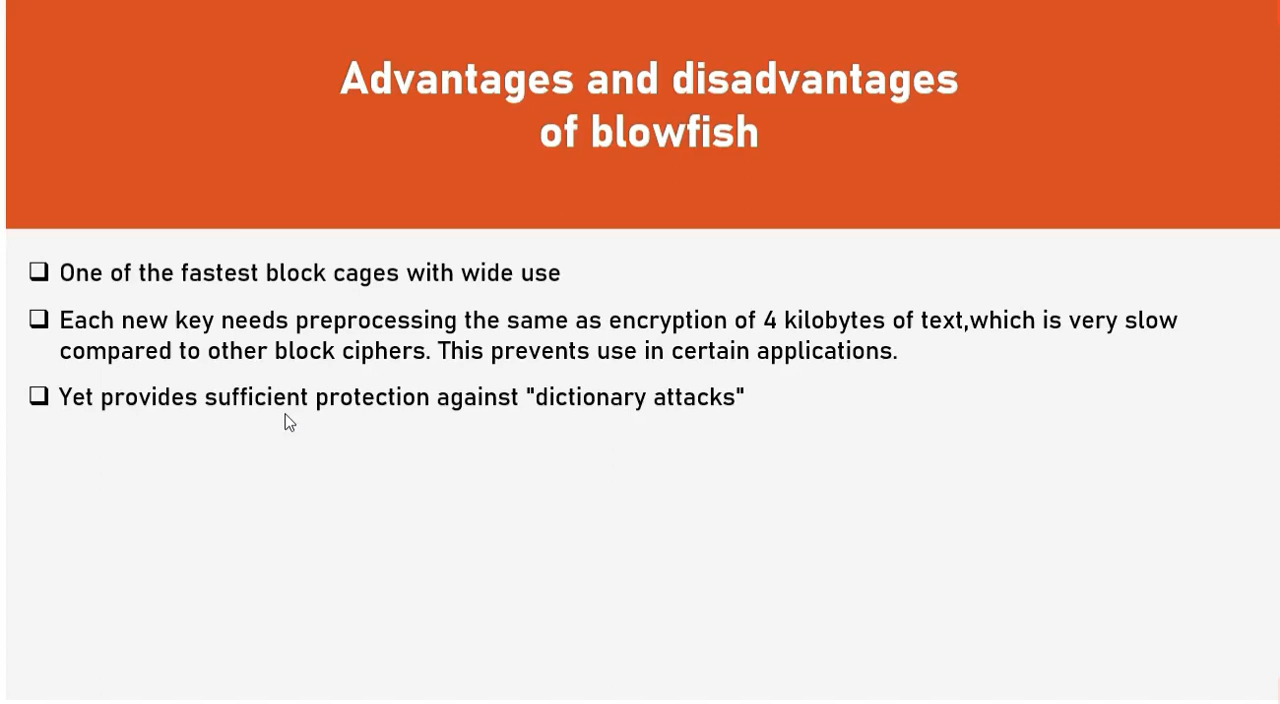 Advantages and disadvantages
of blowfish
One of the fastest block cages with wide use
Each new key needs preprocessing the same as encryption of 4 kilobytes of text,which is very slow
compared to other block ciphers. This prevents use in certain applications.
Yet provides sufficient protection against "dictionary attacks"